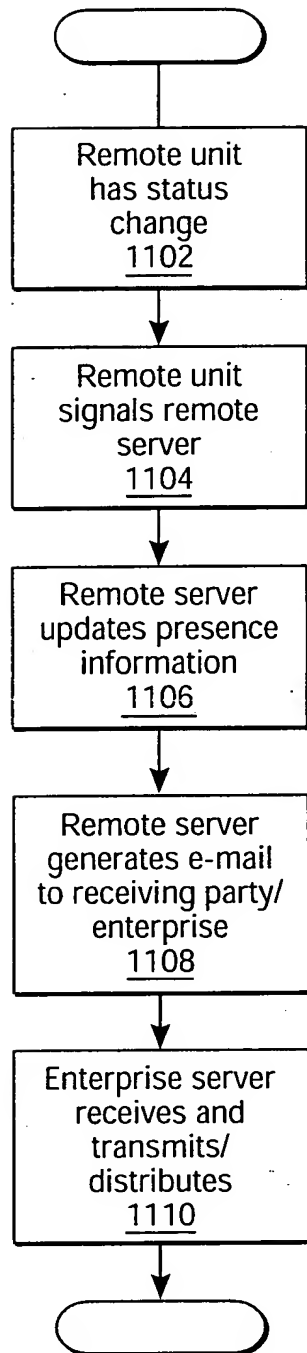 Remote unit
has status
change
1102
Remote unit
signals remote
server
1104
Remote server
updates presence
information
1106
Remote server
generates e-mail
to receiving party/
enterprise
1108
Enterprise server
receives and
transmits/
distributes
1110